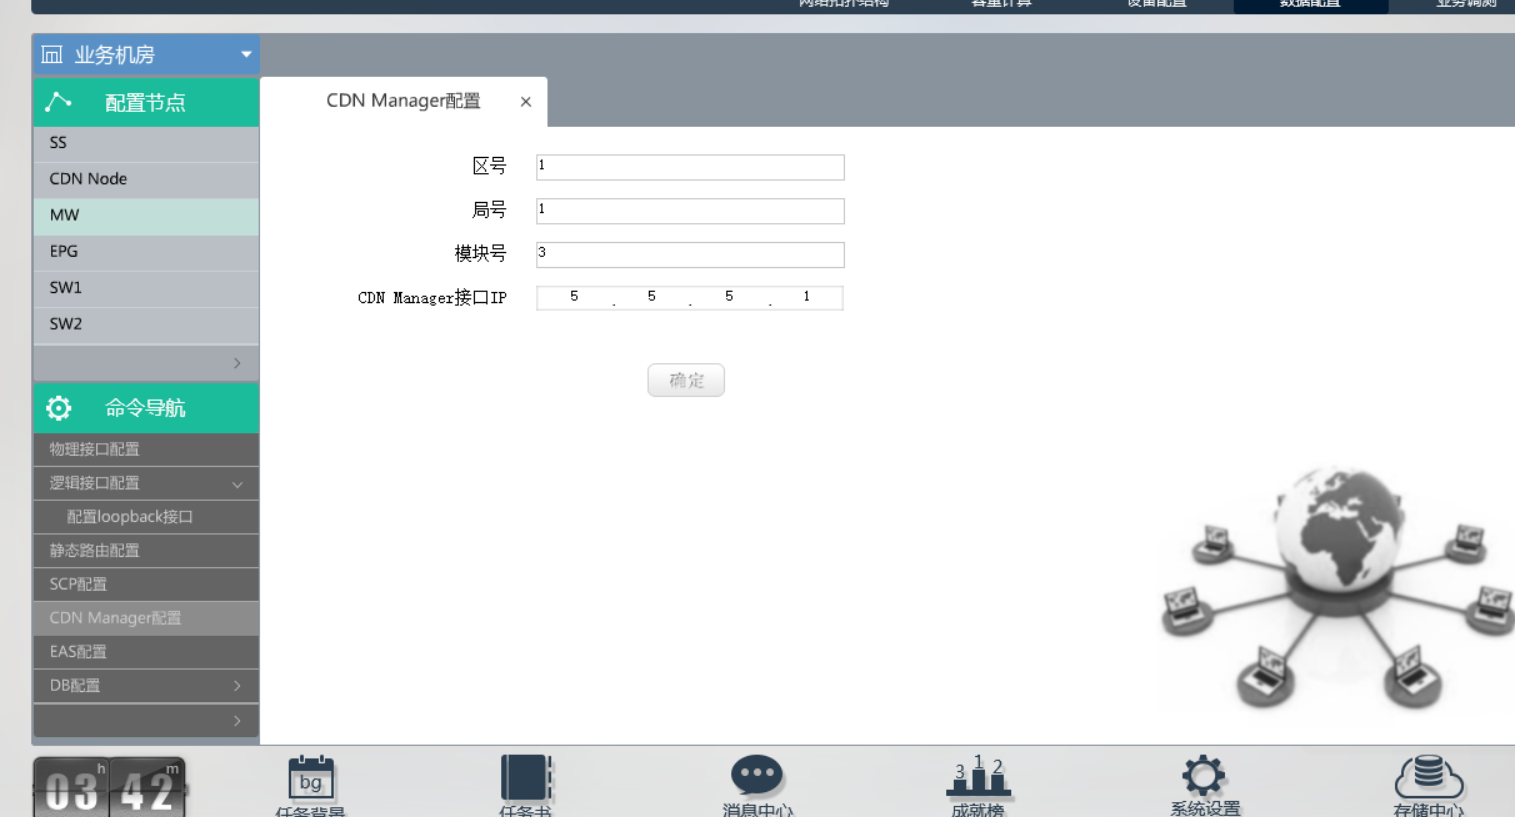 网络拓扑结构 容量计算 设备配置 数据配置 业务调测
业务机房
配置节点
CDN Manager配置 ×
SS
CDN Node
MW
EPG
SW1
SW2
区号 1
局号 1
模块号 3
CDN Manager接口IP 5 . 5 . 5 . 1
确定
命令导航
物理接口配置
逻辑接口配置
配置loopback接口
静态路由配置
SCP配置
CDN Manager配置
EAS配置
DB配置
03 h 42 m
bg
任务背景
任务书
消息中心
3 1 2
成就榜
系统设置
存储中心